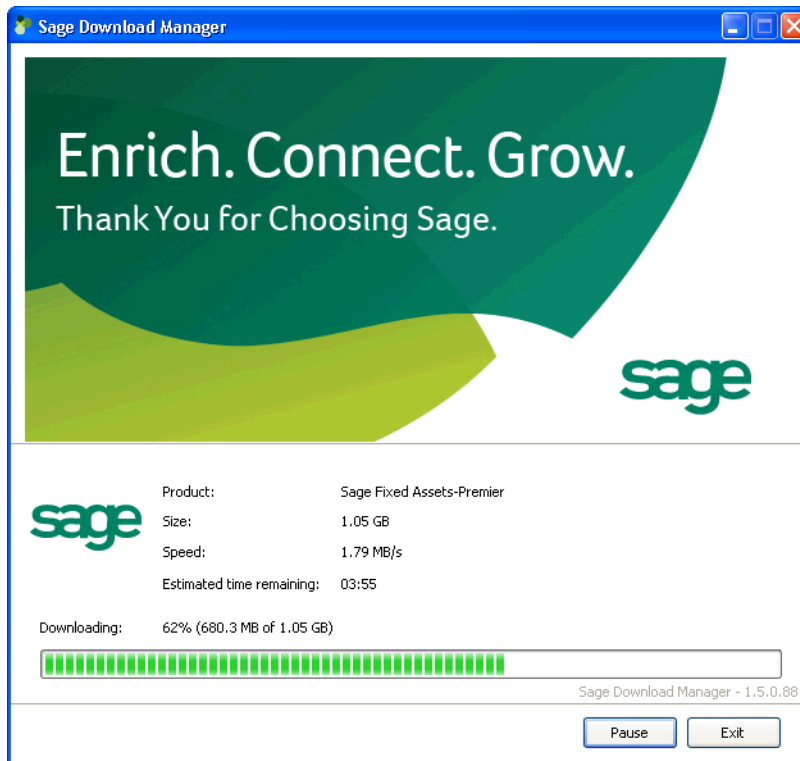 Sage Download Manager
Enrich. Connect. Grow.
Thank You for Choosing Sage.
sage
sage
Product: Sage Fixed Assets-Premier
Size: 1.05 GB
Speed: 1.79 MB/s
Estimated time remaining: 03:55
Downloading: 62% (680.3 MB of 1.05 GB)
Sage Download Manager - 1.5.0.88
Pause Exit